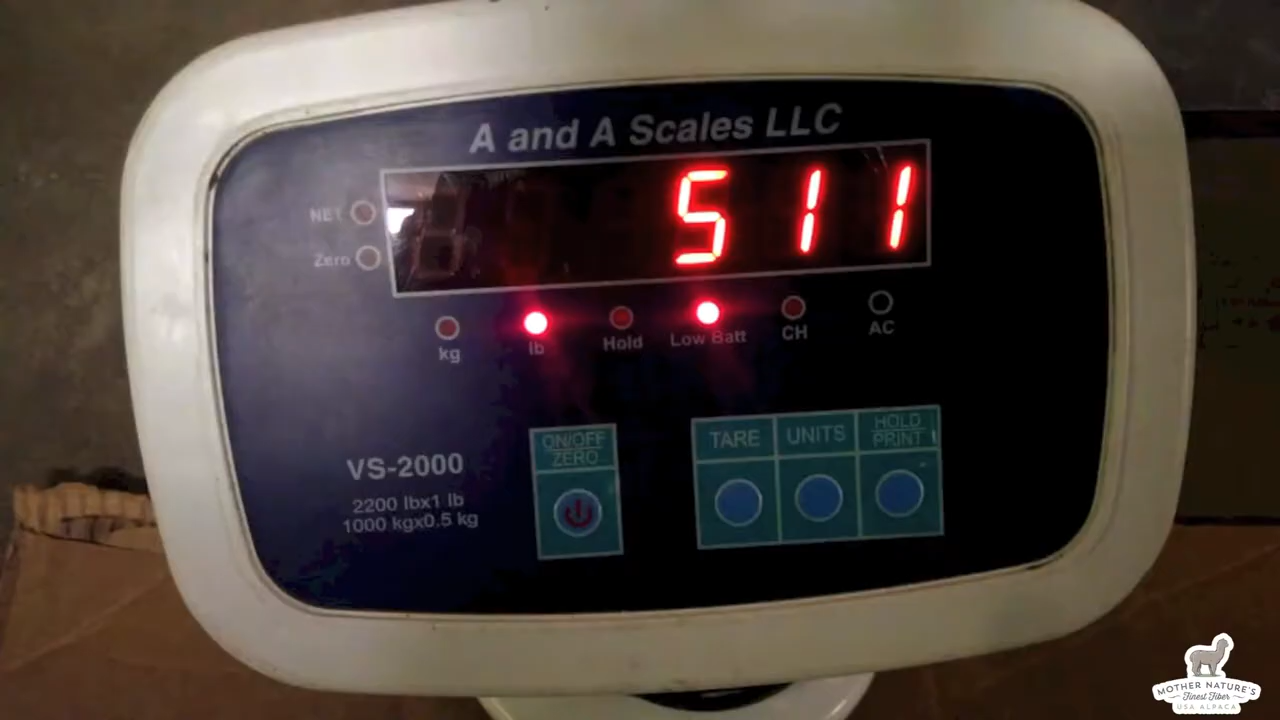 A and A Scales LLC
NET
511
Zero
kg
lb
Hold
Low Batt
CH
AC
ON/OFF
ZERO
TARE
UNITS
HOLD
PRINT
VS-2000
2200 lbx1 lb
1000 kgx0.5 kg
MOTHER NATURE'S
Finest Fiber
USA ALPACA